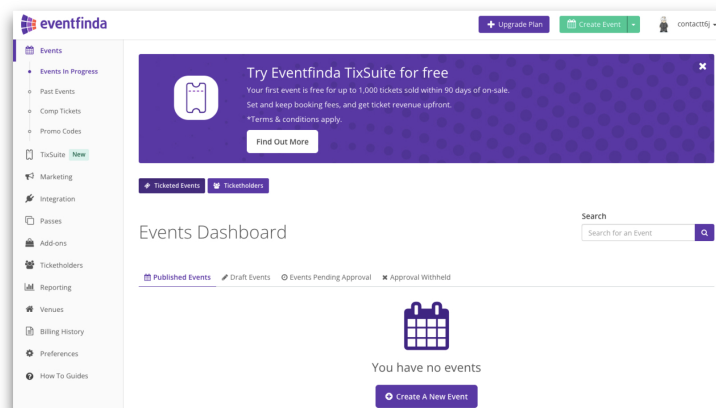 eventfinda
Upgrade Plan
Create Event
contactt6j
Events
Events In Progress
Past Events
Comp Tickets
Promo Codes
TixSuite New
Marketing
Integration
Passes
Add-ons
Ticketholders
Reporting
Venues
Billing History
Preferences
How To Guides
Try Eventfinda TixSuite for free
Your first event is free for up to 1,000 tickets sold within 90 days of on-sale.
Set and keep booking fees, and get ticket revenue upfront.
*Terms & conditions apply.
Find Out More
Ticketed Events
Ticketholders
Events Dashboard
Search
Search for an Event
Published Events
Draft Events
Events Pending Approval
Approval Withheld
You have no events
Create A New Event